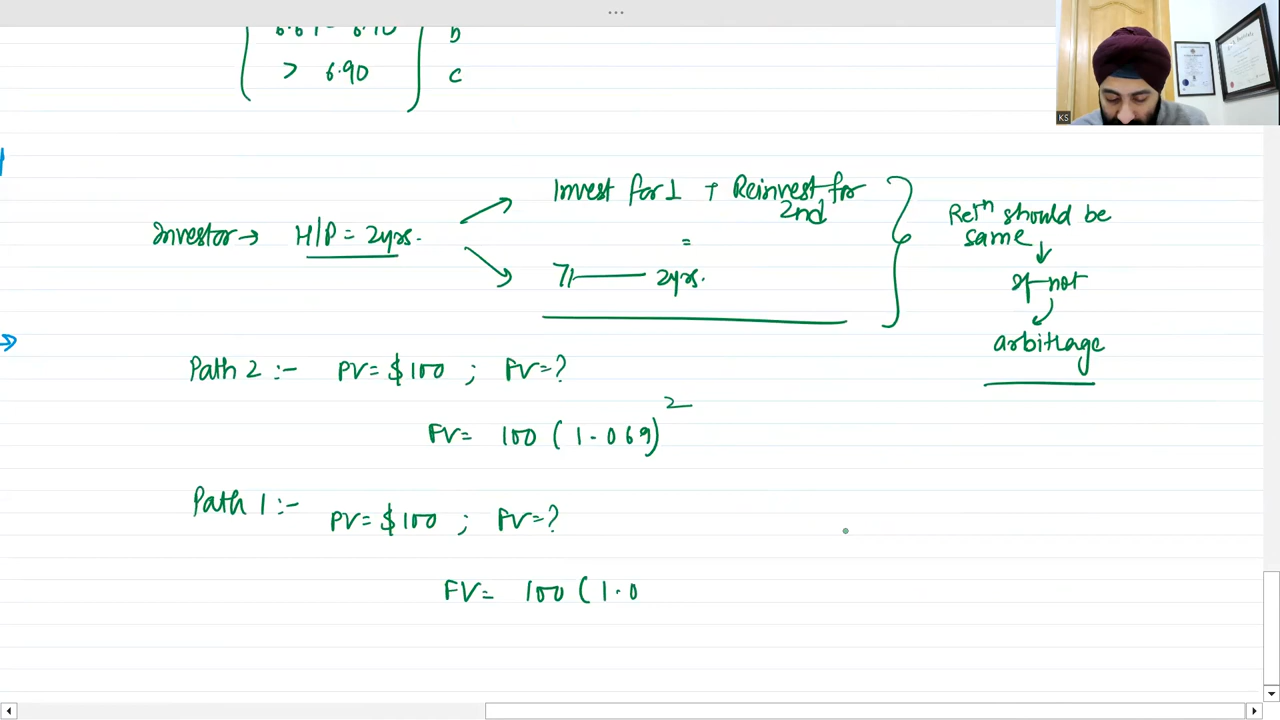 b
> 6.90 c
Invest for 1 + Reinvest for
2nd
Investor → H/P = 2yrs.
=
2yrs.
Retn should be
same
If not
arbitrage
Path 2 :- PV = $100 ; FV = ?
FV = 100 ( 1.069)2
Path 1 :- PV = $100 ; FV = ?
FV = 100 ( 1.0
KS